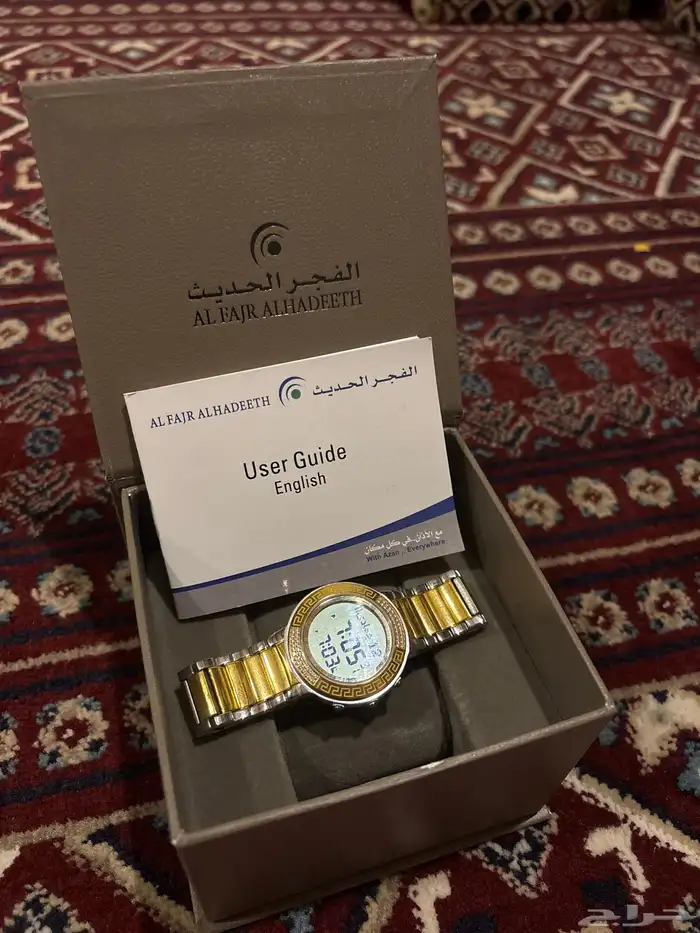 الفجر الحديث
AL FAJR ALHADEETH
AL FAJR ALHADEETH الفجر الحديث
User Guide
English
مع الأذان في كل مكان
With Azan .. Everywhere
حراج